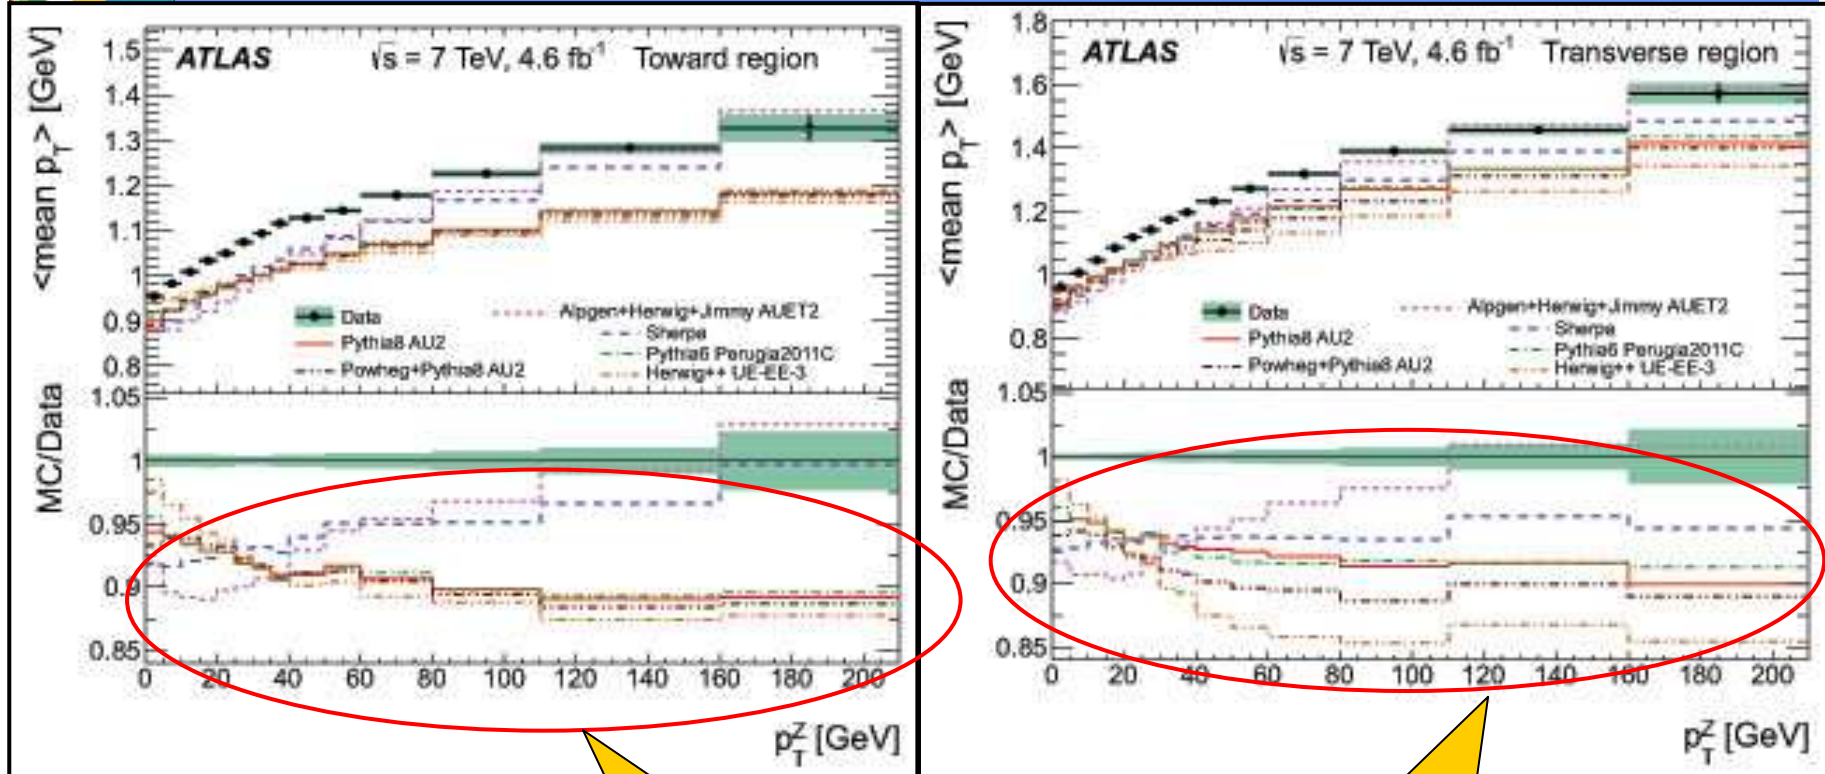 ATLAS √s = 7 TeV, 4.6 fb⁻¹ Toward region
<mean p_T> [GeV]
1.5
1.4
1.3
1.2
1.1
1
0.9
0.8
Data
Pythia8 AU2
Powheg+Pythia8 AU2
Alpgen+Herwig+Jimmy AUET2
Sherpa
Pythia6 Perugia2011C
Herwig++ UE-EE-3
MC/Data
1.05
1
0.95
0.9
0.85
0 20 40 60 80 100 120 140 160 180 200
p_T^Z [GeV]
ATLAS √s = 7 TeV, 4.6 fb⁻¹ Transverse region
<mean p_T> [GeV]
1.8
1.6
1.4
1.2
1
0.8
Data
Pythia8 AU2
Powheg+Pythia8 AU2
Alpgen+Herwig+Jimmy AUET2
Sherpa
Pythia6 Perugia2011C
Herwig++ UE-EE-3
MC/Data
1.05
1
0.95
0.9
0.85
0 20 40 60 80 100 120 140 160 180 200
p_T^Z [GeV]